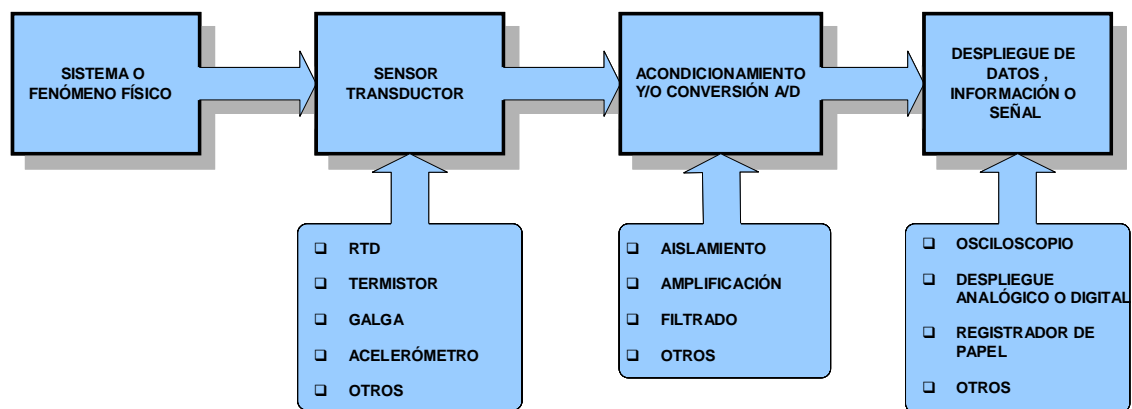 SISTEMA O
FENÓMENO FÍSICO
SENSOR
TRANSDUCTOR
ACONDICIONAMIENTO
Y/O CONVERSIÓN A/D
DESPLIEGUE DE
DATOS ,
INFORMACIÓN O
SEÑAL
❑ RTD
❑ TERMISTOR
❑ GALGA
❑ ACELERÓMETRO
❑ OTROS
❑ AISLAMIENTO
❑ AMPLIFICACIÓN
❑ FILTRADO
❑ OTROS
❑ OSCILOSCOPIO
❑ DESPLIEGUE
ANALÓGICO O DIGITAL
❑ REGISTRADOR DE
PAPEL
❑ OTROS